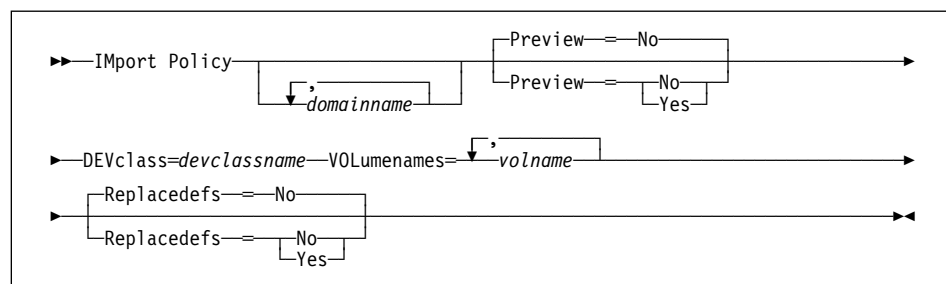 Preview = No
IMport Policy
,
domainname
Preview = No
Yes
DEVclass=devclassname VOLumenames= volname
,
Replacedefs = No
Replacedefs = No
Yes